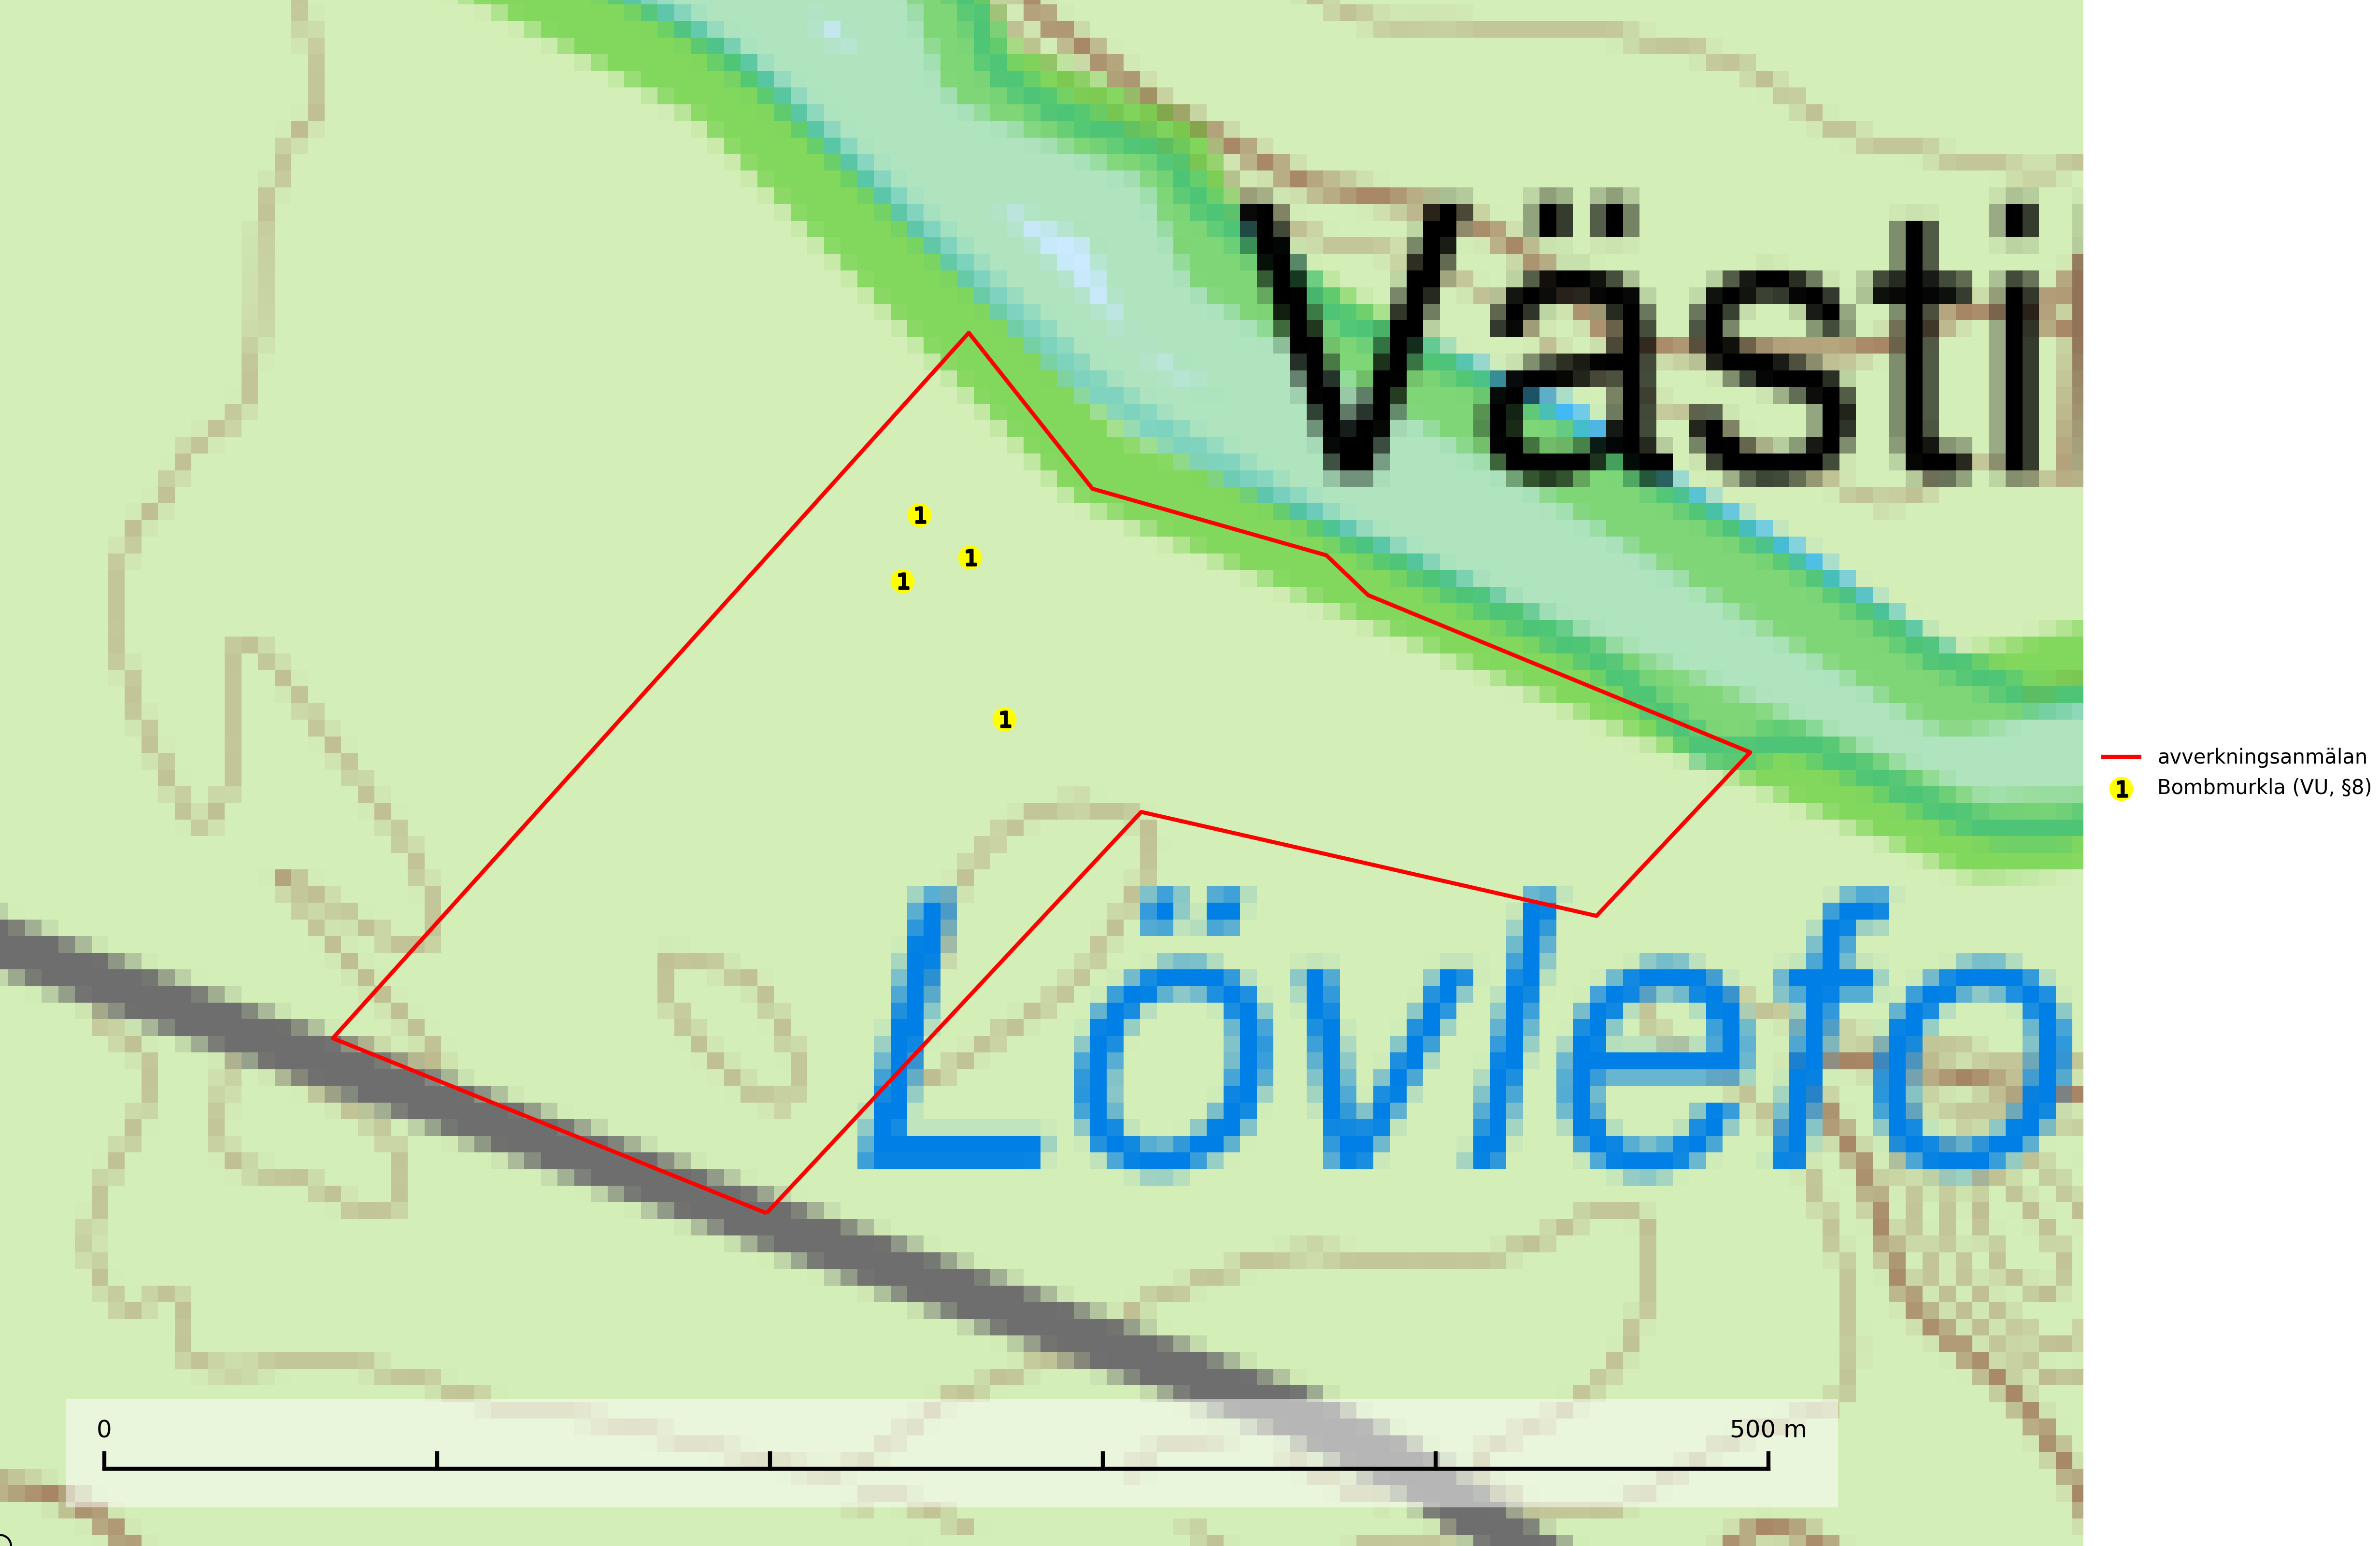 Västi
1
1
1
1
avverkningsanmälan
1 Bombmurkla (VU, §8)
Lövlefo
0 500 m